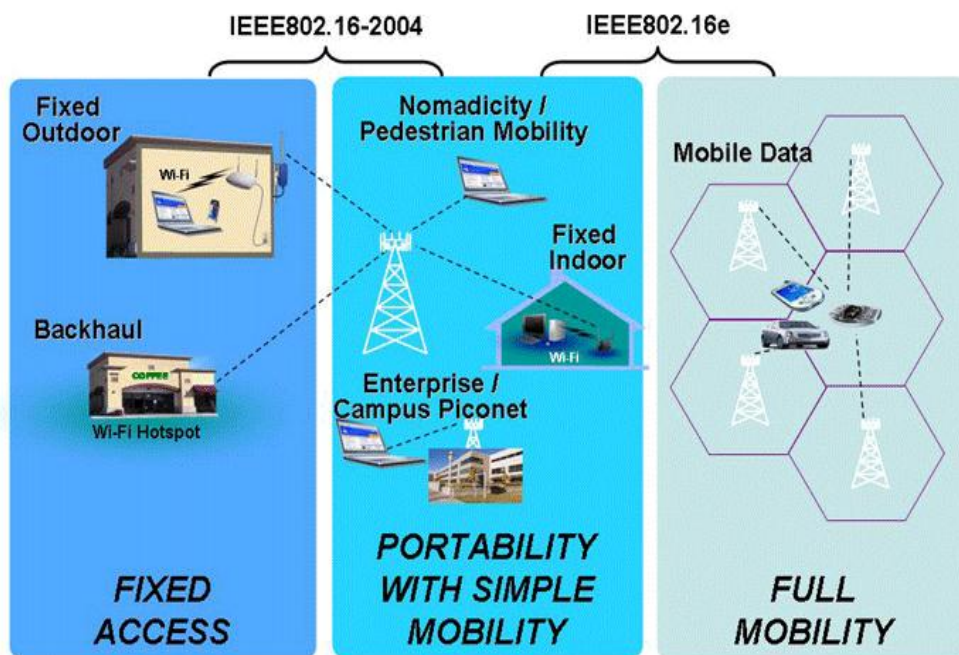 IEEE802.16-2004
IEEE802.16e
Fixed
Outdoor
Wi-Fi
Backhaul
COFFEE
Wi-Fi Hotspot
FIXED
ACCESS
Nomadicity /
Pedestrian Mobility
Fixed
Indoor
Wi-Fi
Enterprise /
Campus Piconet
PORTABILITY
WITH SIMPLE
MOBILITY
Mobile Data
FULL
MOBILITY